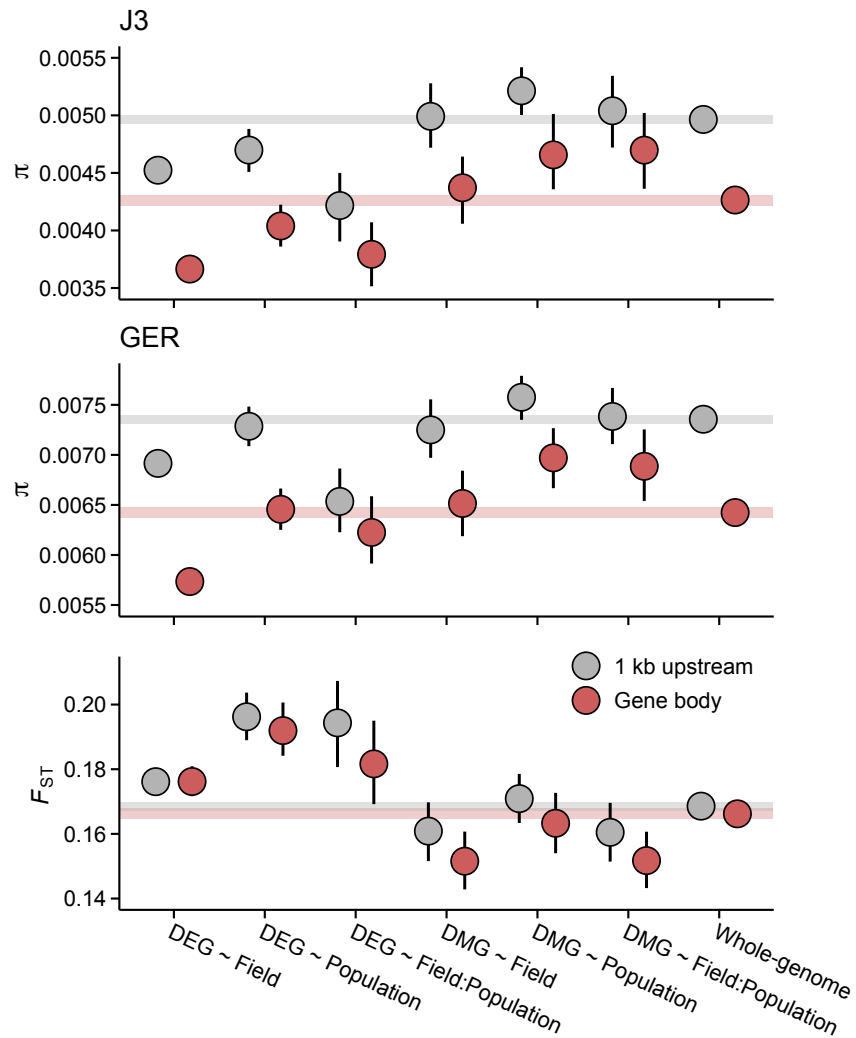 J3
0.0055
0.0050
0.0045
0.0040
0.0035
π
GER
0.0075
0.0070
0.0065
0.0060
0.0055
π
1 kb upstream
Gene body
0.20
0.18
0.16
0.14
FST
DEG ~ Field
DEG ~ Population
DEG ~ Field:Population
DMG ~ Field
DMG ~ Population
DMG ~ Field:Population
Whole-genome